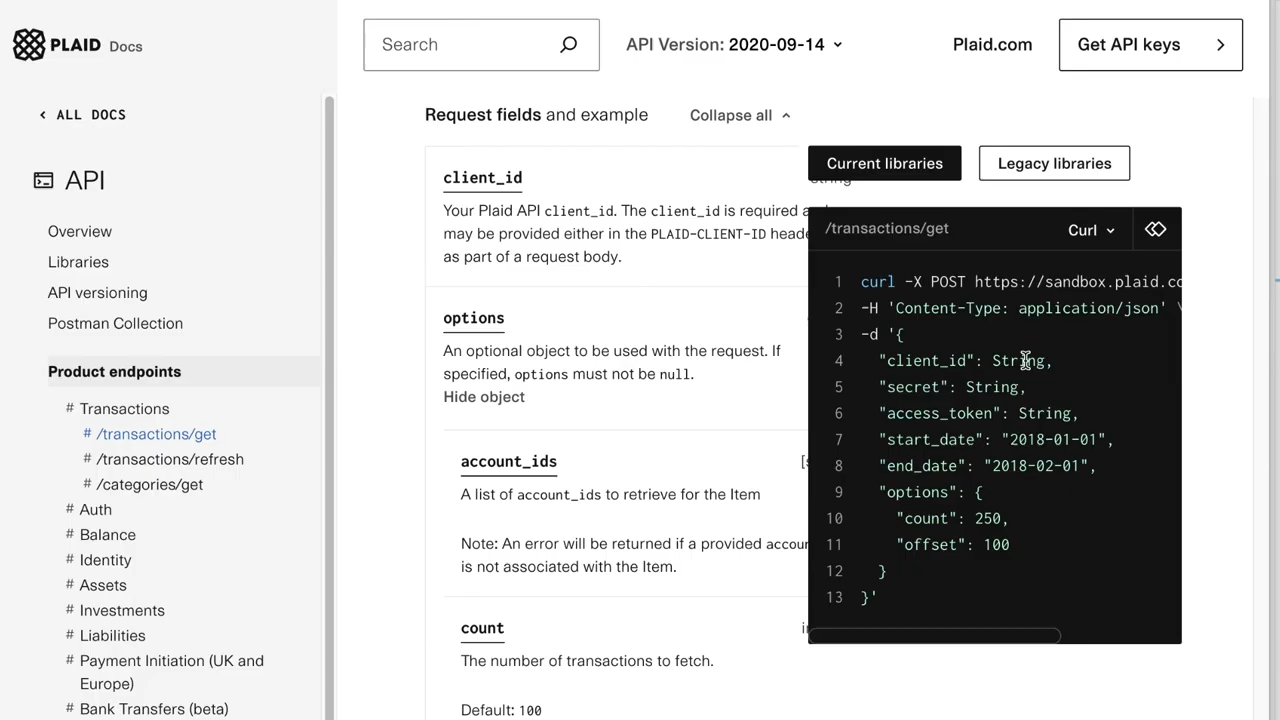 PLAID Docs
Search
API Version: 2020-09-14
Plaid.com
Get API keys
ALL DOCS
API
Overview
Libraries
API versioning
Postman Collection
Product endpoints
# Transactions
# /transactions/get
# /transactions/refresh
# /categories/get
# Auth
# Balance
# Identity
# Assets
# Investments
# Liabilities
# Payment Initiation (UK and
Europe)
# Bank Transfers (beta)
Request fields and example
Collapse all
client_id
string
Your Plaid API client_id. The client_id is required
may be provided either in the PLAID-CLIENT-ID
as part of a request body.
options
An optional object to be used with the request. If
specified, options must not be null.
Hide object
account_ids
A list of account_ids to retrieve for the Item
Note: An error will be returned if a provided
is not associated with the Item.
count
The number of transactions to fetch.
Default: 100
Current libraries
Legacy libraries
/transactions/get
Curl
1 curl -X POST https://sandbox.plaid.co
2 -H 'Content-Type: application/json' \
3 -d '{
4 "client_id": String,
5 "secret": String,
6 "access_token": String,
7 "start_date": "2018-01-01",
8 "end_date": "2018-02-01",
9 "options": {
10 "count": 250,
11 "offset": 100
12 }
13 }'